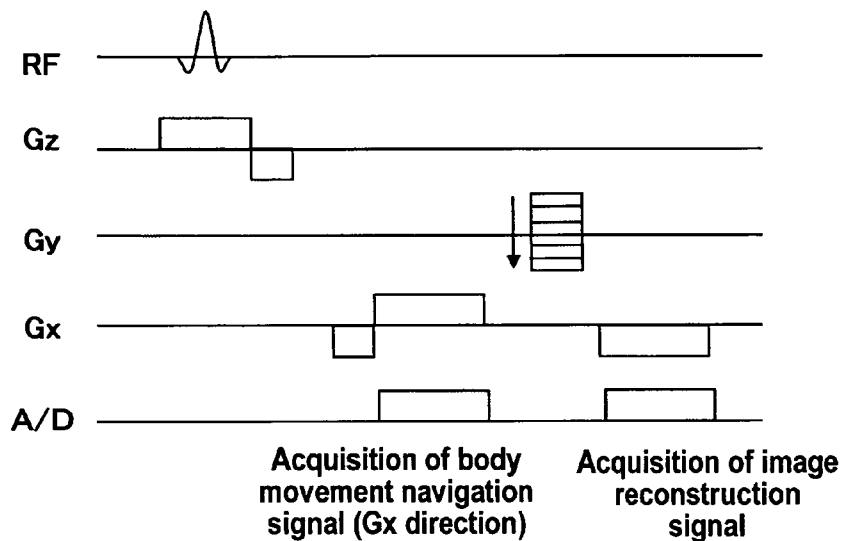 RF
Gz
Gy
Gx
A/D
Acquisition of body
movement navigation
signal (Gx direction)
Acquisition of image
reconstruction
signal